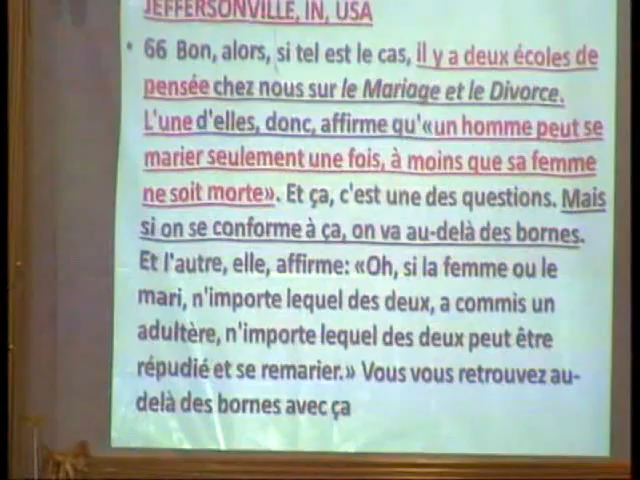 JEFFERSONVILLE, IN, USA
• 66 Bon, alors, si tel est le cas, il y a deux écoles de
pensée chez nous sur le Mariage et le Divorce.
L'une d'elles, donc, affirme qu'«un homme peut se
marier seulement une fois, à moins que sa femme
ne soit morte». Et ça, c'est une des questions. Mais
si on se conforme à ça, on va au-delà des bornes.
Et l'autre, elle, affirme: «Oh, si la femme ou le
mari, n'importe lequel des deux, a commis un
adultère, n'importe lequel des deux peut être
répudié et se remarier.» Vous vous retrouvez au-
delà des bornes avec ça